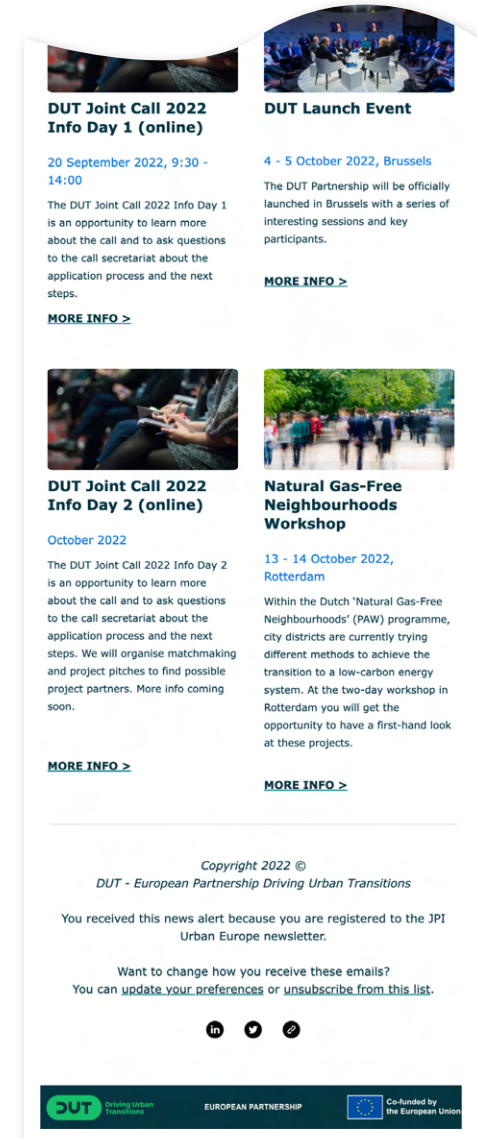 DUT Joint Call 2022
Info Day 1 (online)
20 September 2022, 9:30 -
14:00
The DUT Joint Call 2022 Info Day 1
is an opportunity to learn more
about the call and to ask questions
to the call secretariat about the
application process and the next
steps.
MORE INFO >
DUT Launch Event
4 - 5 October 2022, Brussels
The DUT Partnership will be officially
launched in Brussels with a series of
interesting sessions and key
participants.
MORE INFO >
DUT Joint Call 2022
Info Day 2 (online)
October 2022
The DUT Joint Call 2022 Info Day 2
is an opportunity to learn more
about the call and to ask questions
to the call secretariat about the
application process and the next
steps. We will organise matchmaking
and project pitches to find possible
project partners. More info coming
soon.
MORE INFO >
Natural Gas-Free
Neighbourhoods
Workshop
13 - 14 October 2022,
Rotterdam
Within the Dutch ‘Natural Gas-Free
Neighbourhoods’ (PAW) programme,
city districts are currently trying
different methods to achieve the
transition to a low-carbon energy
system. At the two-day workshop in
Rotterdam you will get the
opportunity to have a first-hand look
at these projects.
MORE INFO >
Copyright 2022 ©
DUT - European Partnership Driving Urban Transitions
You received this news alert because you are registered to the JPI
Urban Europe newsletter.
Want to change how you receive these emails?
You can update your preferences or unsubscribe from this list.
in
DUT
Driving Urban
Transitions
EUROPEAN PARTNERSHIP
Co-funded by
the European Union